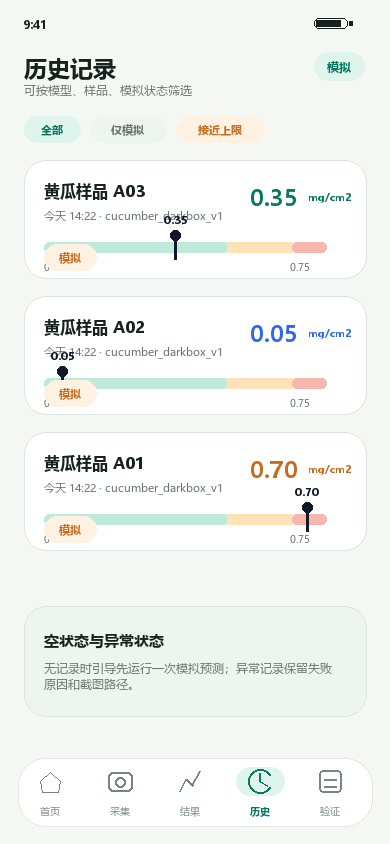 9:41
历史记录
模拟
可按模型、样品、模拟状态筛选
全部
仅模拟
接近上限
黄瓜样品 A03
0.35 mg/cm2
今天 14:22 · cucumber_darkbox_v1
0.35
模拟
0
0.75
黄瓜样品 A02
0.05 mg/cm2
今天 14:22 · cucumber_darkbox_v1
0.05
模拟
0
0.75
黄瓜样品 A01
0.70 mg/cm2
今天 14:22 · cucumber_darkbox_v1
0.70
模拟
0
0.75
空状态与异常状态
无记录时引导先运行一次模拟预测；异常记录保留失败
原因和截图路径。
首页
采集
结果
历史
验证